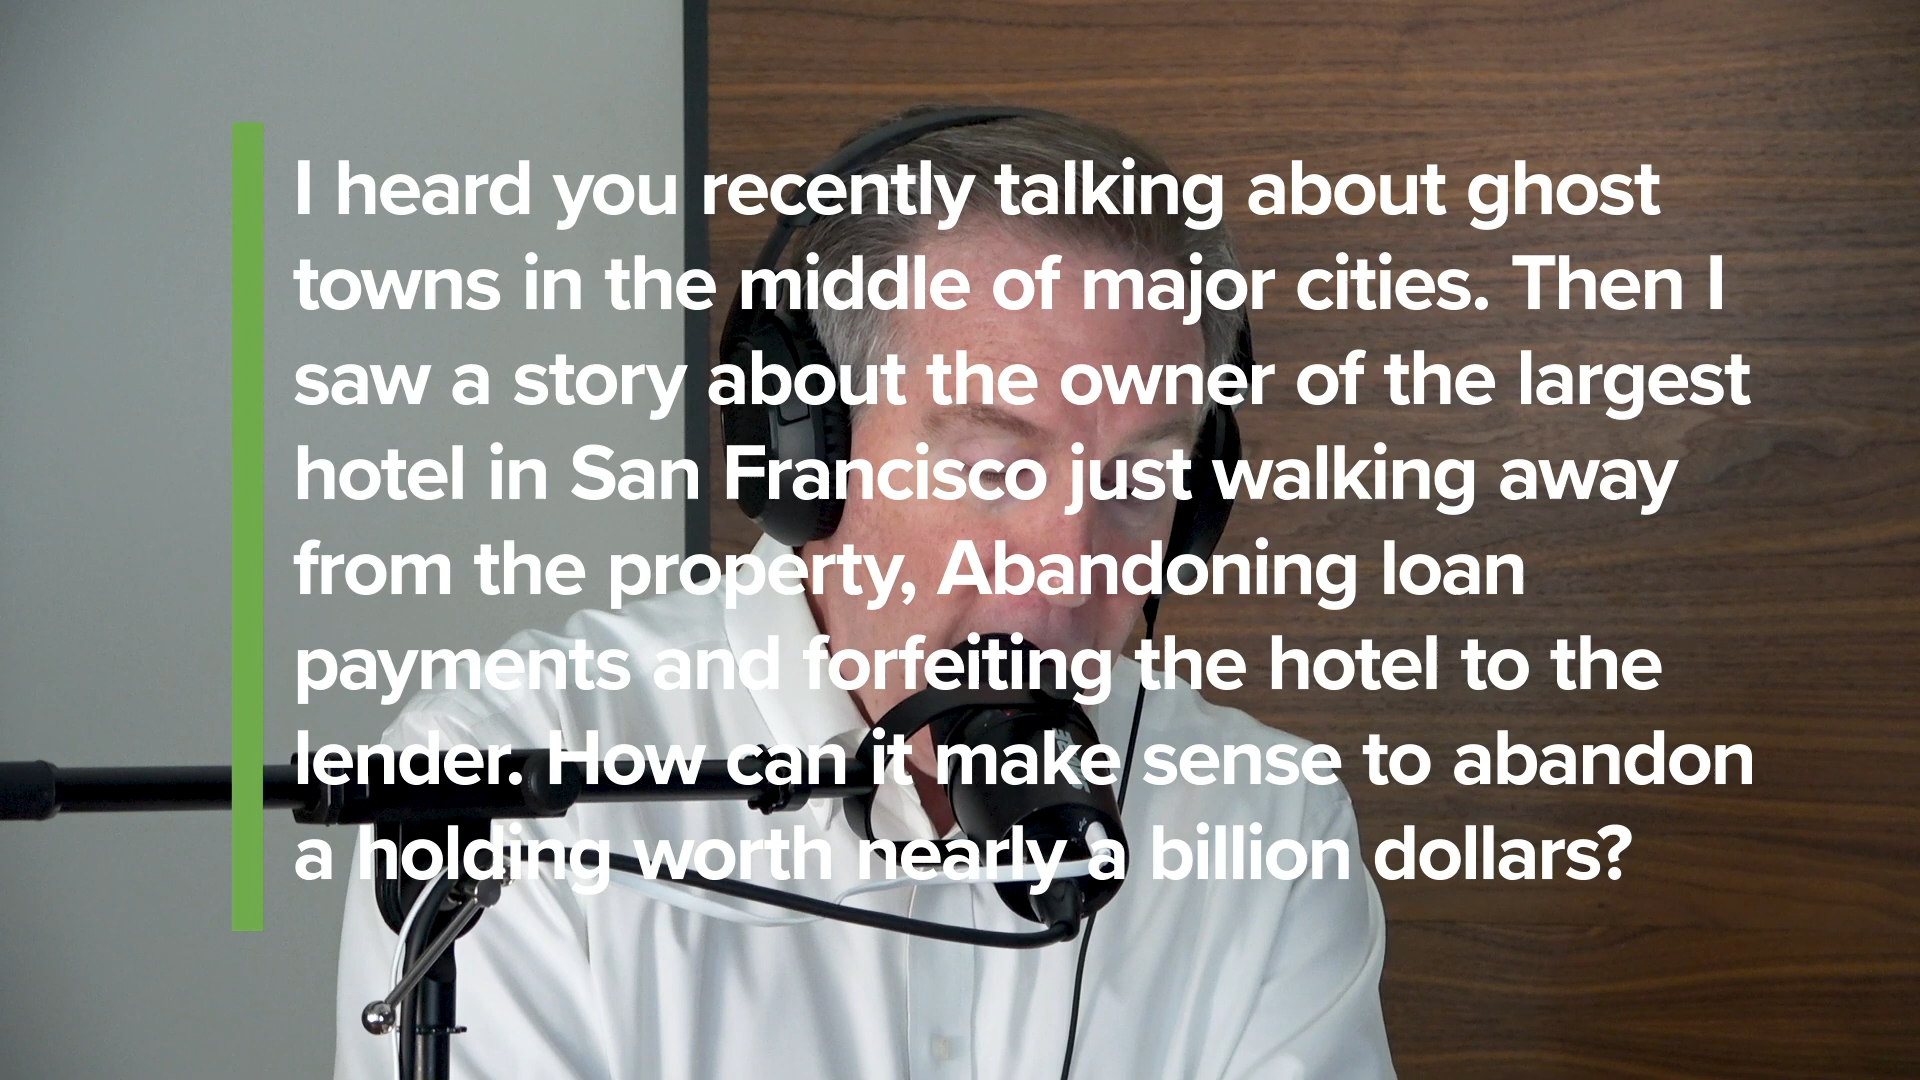 I heard you recently talking about ghost
towns in the middle of major cities. Then I
saw a story about the owner of the largest
hotel in San Francisco just walking away
from the property, Abandoning loan
payments and forfeiting the hotel to the
lender. How can it make sense to abandon
a holding worth nearly a billion dollars?